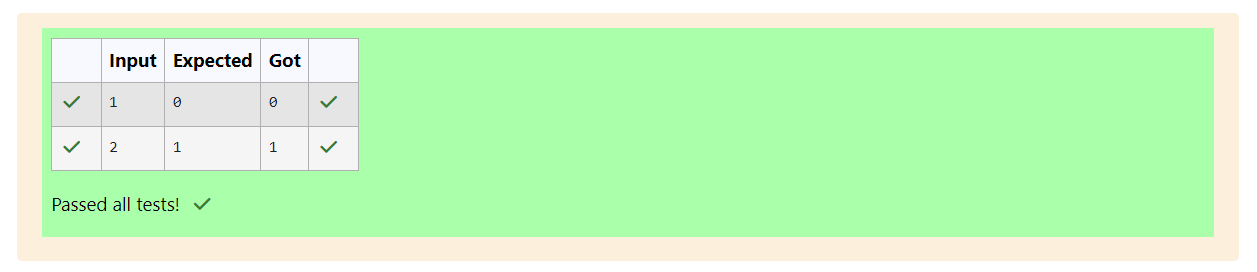 Input Expected Got
1 0 0
2 1 1
Passed all tests!